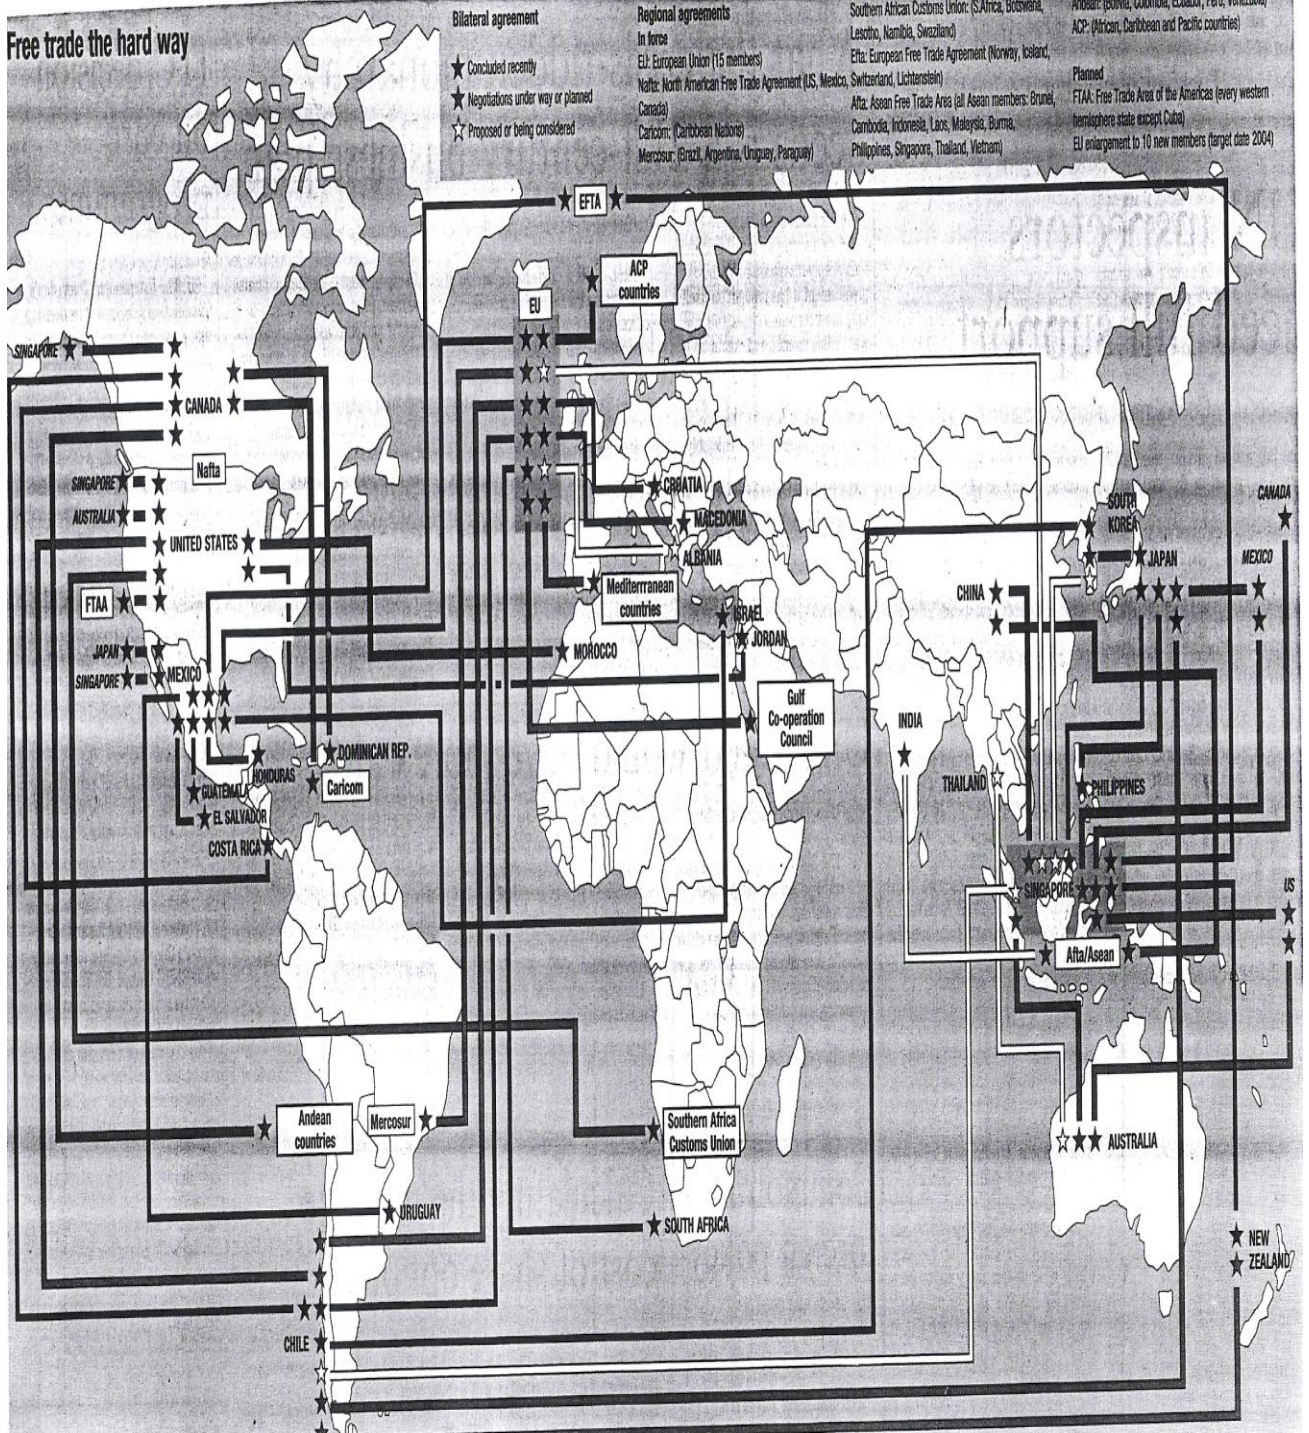 Free trade the hard way
Bilateral agreement
Concluded recently
Negotiations under way or planned
Proposed or being considered
Regional agreements
In force
EU: European Union (15 members)
Nafta: North American Free Trade Agreement (US, Mexico,
Canada)
Caricom: (Caribbean Nations)
Mercosur: (Brazil, Argentina, Uruguay, Paraguay)
Southern African Customs Union: (S.Africa, Botswana,
Lesotho, Namibia, Swaziland)
Efta: European Free Trade Agreement (Norway, Iceland,
Switzerland, Lichtenstein)
Afta: Asean Free Trade Area (all Asean members: Brunei,
Cambodia, Indonesia, Laos, Malaysia, Burma,
Philippines, Singapore, Thailand, Vietnam)
Andean: (Bolivia, Colombia, Ecuador, Peru, Venezuela)
ACP: (African, Caribbean and Pacific countries)
Planned
FTAA: Free Trade Area of the Americas (every western
hemisphere state except Cuba)
EU enlargement to 10 new members (target date 2004)
EFTA
ACP
countries
EU
SINGAPORE
CANADA
Nafta
SINGAPORE
AUSTRALIA
UNITED STATES
FTAA
JAPAN
SINGAPORE
MEXICO
CROATIA
MACEDONIA
ALBANIA
Mediterrranean
countries
ISRAEL
JORDAN
MOROCCO
Gulf
Co-operation
Council
SOUTH
KOREA
JAPAN
CANADA
MEXICO
CHINA
INDIA
THAILAND
PHILIPPINES
DOMINICAN REP.
HONDURAS
Caricom
GUATEMALA
EL SALVADOR
COSTA RICA
SINGAPORE
US
Afta/Asean
Andean
countries
Mercosur
Southern Africa
Customs Union
AUSTRALIA
URUGUAY
SOUTH AFRICA
NEW
ZEALAND
CHILE